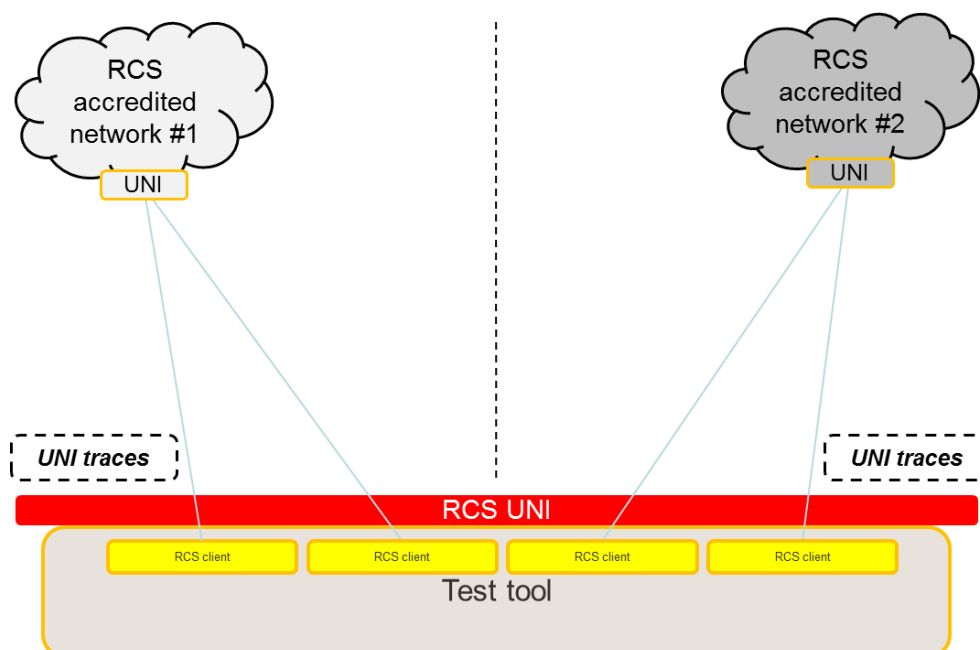 RCS
accredited
network #1
UNI
RCS
accredited
network #2
UNI
UNI traces
UNI traces
RCS UNI
RCS client
RCS client
RCS client
RCS client
Test tool